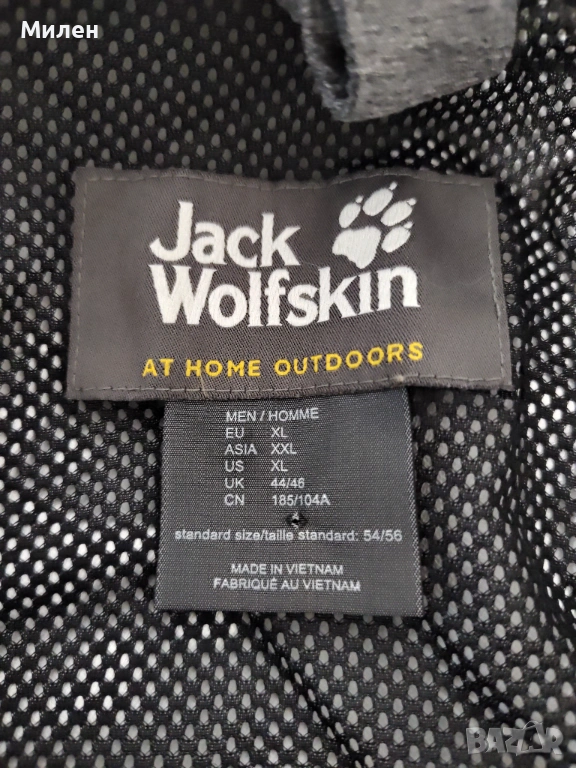 Милен
Jack
Wolfskin
AT HOME OUTDOORS
MEN / HOMME
EU XL
ASIA XXL
US XL
UK 44/46
CN 185/104A
standard size/taille standard: 54/56
MADE IN VIETNAM
FABRIQUÉ AU VIETNAM
BAZAR